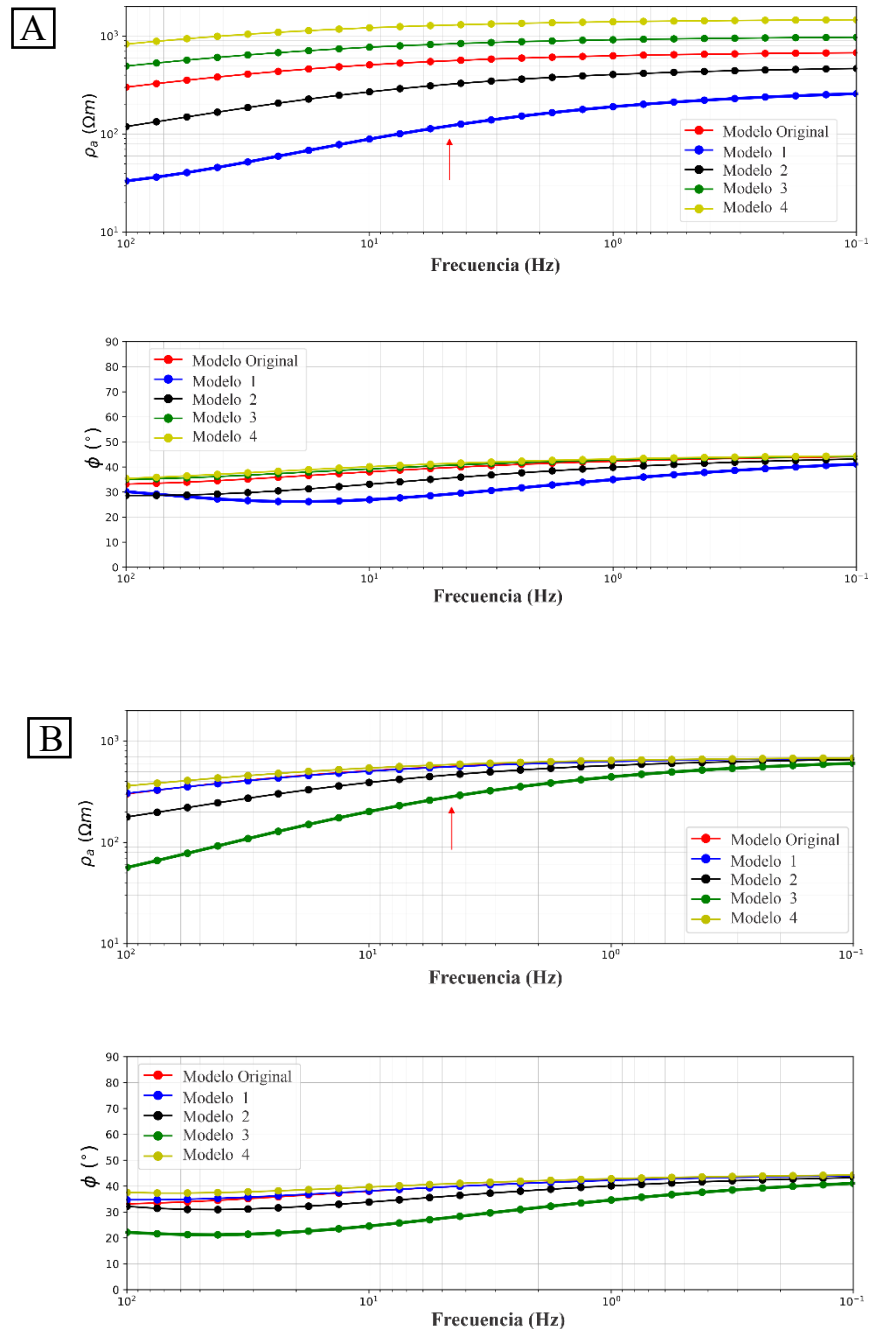 A
10³
10²
10¹
ρₐ (Ωm)
Modelo Original
Modelo 1
Modelo 2
Modelo 3
Modelo 4
10² 10¹ 10⁰ 10⁻¹
Frecuencia (Hz)
90
80
70
60
50
40
30
20
10
0
ϕ (°)
Modelo Original
Modelo 1
Modelo 2
Modelo 3
Modelo 4
10² 10¹ 10⁰ 10⁻¹
Frecuencia (Hz)
B
10³
10²
10¹
ρₐ (Ωm)
Modelo Original
Modelo 1
Modelo 2
Modelo 3
Modelo 4
10² 10¹ 10⁰ 10⁻¹
Frecuencia (Hz)
90
80
70
60
50
40
30
20
10
0
ϕ (°)
Modelo Original
Modelo 1
Modelo 2
Modelo 3
Modelo 4
10² 10¹ 10⁰ 10⁻¹
Frecuencia (Hz)